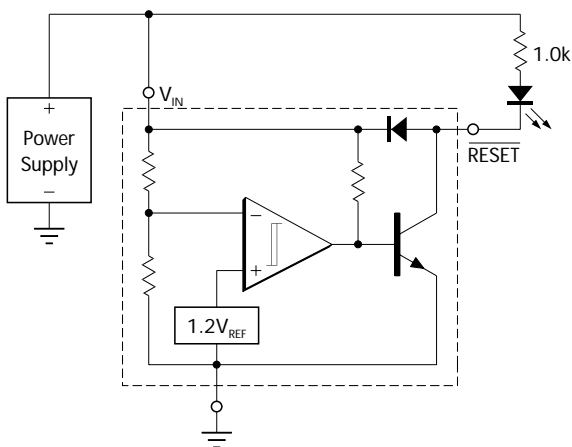 1.0k
V_IN
+
Power
Supply
–
RESET
–
+
1.2V_REF